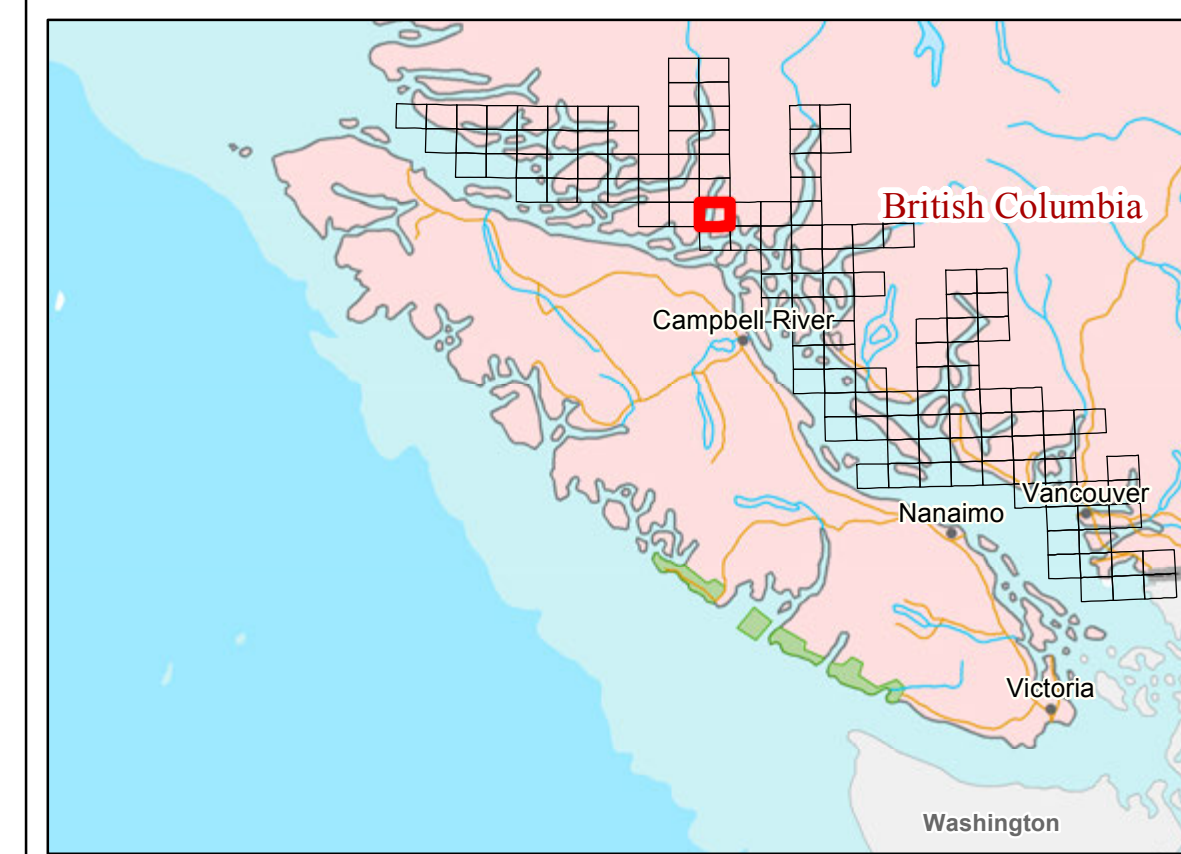 British Columbia
Campbell River
Vancouver
Nanaimo
Victoria
Washington